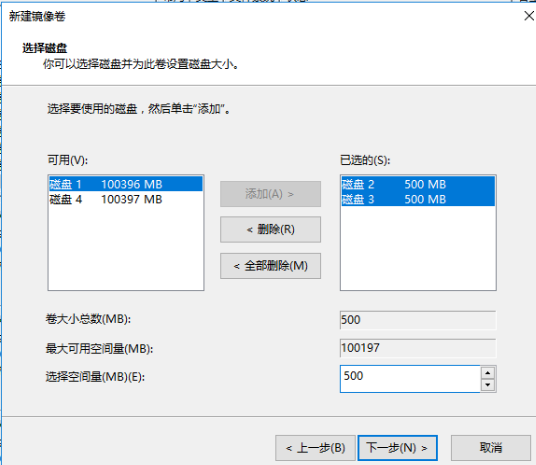 新建镜像卷
选择磁盘
你可以选择磁盘并为此卷设置磁盘大小。
选择要使用的磁盘，然后单击“添加”。
可用(V):
已选的(S):
磁盘 1 100396 MB
磁盘 4 100397 MB
添加(A) >
< 删除(R)
< 全部删除(M)
磁盘 2 500 MB
磁盘 3 500 MB
卷大小总数(MB): 500
最大可用空间量(MB): 100197
选择空间量(MB)(E): 500
< 上一步(B) 下一步(N) > 取消